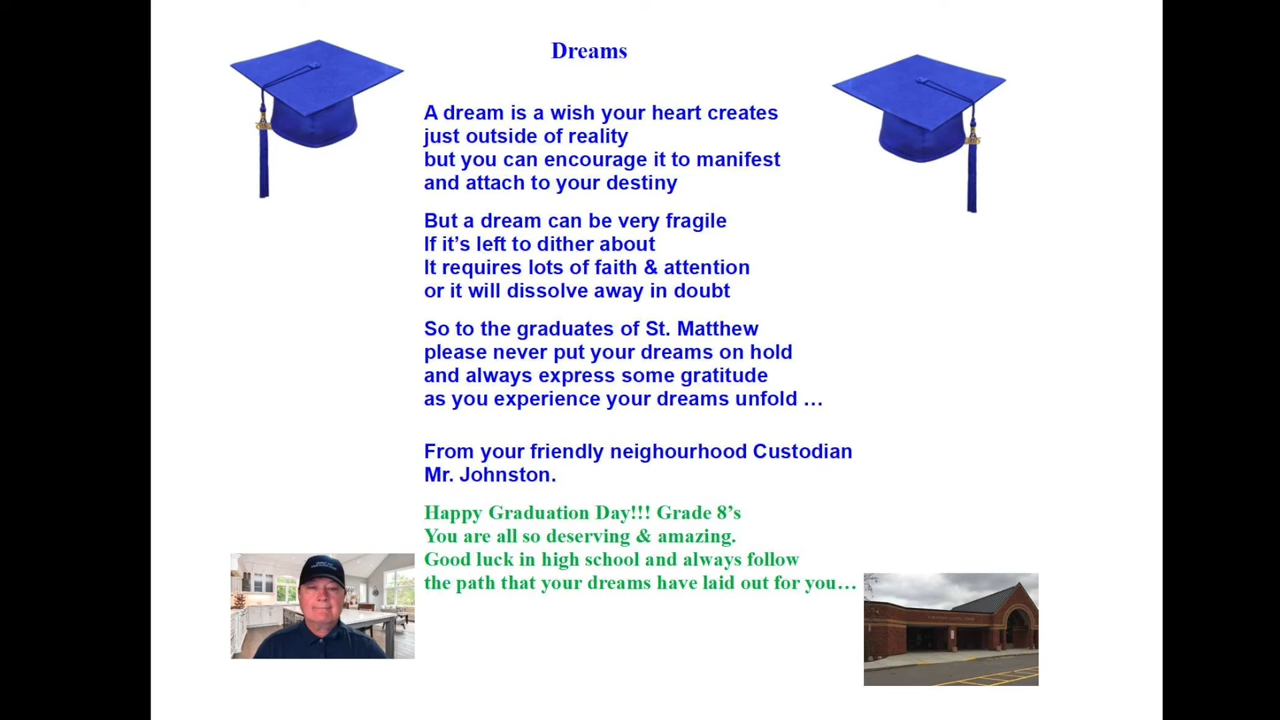 Dreams
A dream is a wish your heart creates
just outside of reality
but you can encourage it to manifest
and attach to your destiny
But a dream can be very fragile
If it’s left to dither about
It requires lots of faith & attention
or it will dissolve away in doubt
So to the graduates of St. Matthew
please never put your dreams on hold
and always express some gratitude
as you experience your dreams unfold …
From your friendly neighourhood Custodian
Mr. Johnston.
Happy Graduation Day!!! Grade 8’s
You are all so deserving & amazing.
Good luck in high school and always follow
the path that your dreams have laid out for you…